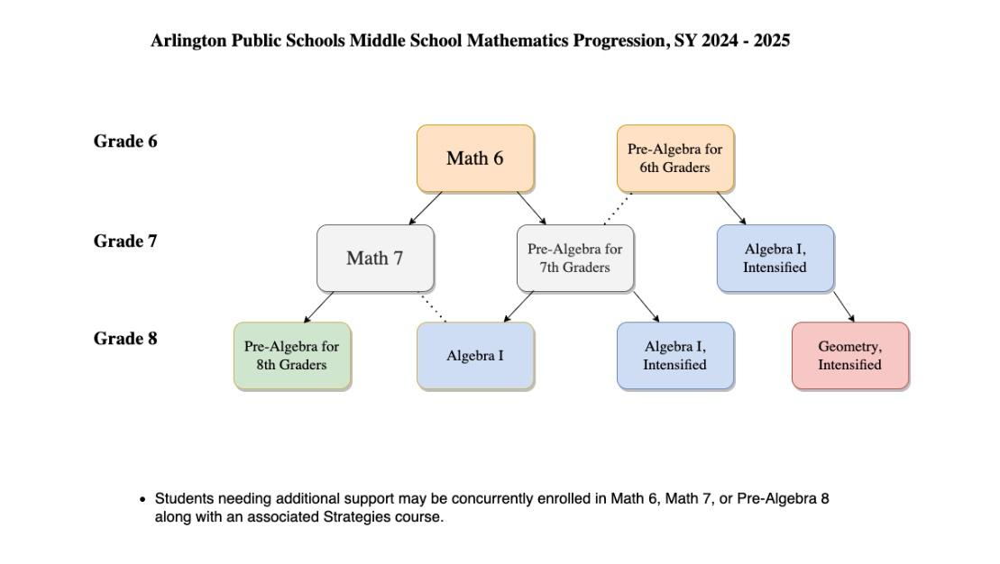 Arlington Public Schools Middle School Mathematics Progression, SY 2024 - 2025
Grade 6
Math 6
Pre-Algebra for
6th Graders
Grade 7
Math 7
Pre-Algebra for
7th Graders
Algebra I,
Intensified
Grade 8
Pre-Algebra for
8th Graders
Algebra I
Algebra I,
Intensified
Geometry,
Intensified
• Students needing additional support may be concurrently enrolled in Math 6, Math 7, or Pre-Algebra 8
along with an associated Strategies course.